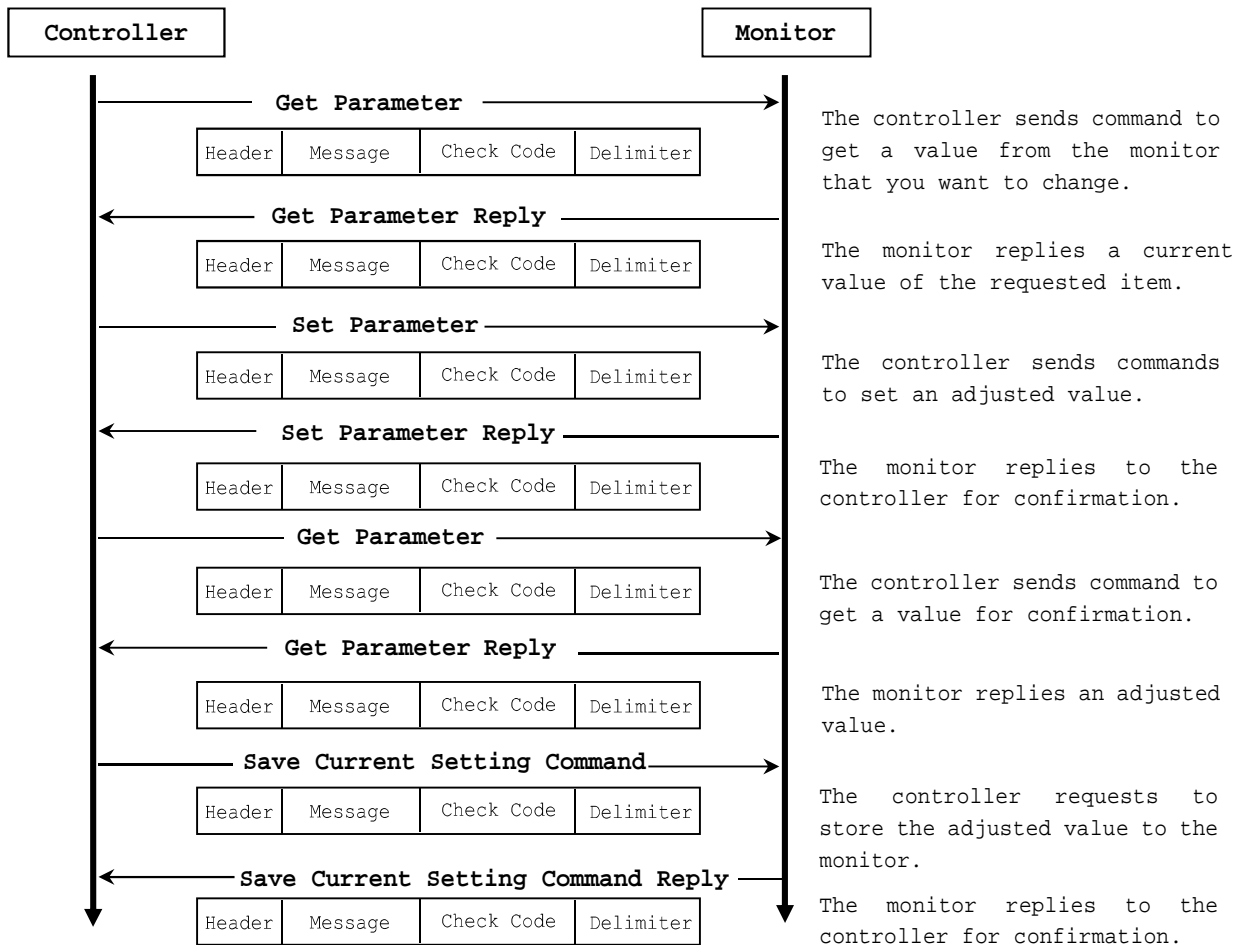 Controller
Monitor
Get Parameter
Header Message Check Code Delimiter
The controller sends command to
get a value from the monitor
that you want to change.
Get Parameter Reply
Header Message Check Code Delimiter
The monitor replies a current
value of the requested item.
Set Parameter
Header Message Check Code Delimiter
The controller sends commands
to set an adjusted value.
Set Parameter Reply
Header Message Check Code Delimiter
The monitor replies to the
controller for confirmation.
Get Parameter
Header Message Check Code Delimiter
The controller sends command to
get a value for confirmation.
Get Parameter Reply
Header Message Check Code Delimiter
The monitor replies an adjusted
value.
Save Current Setting Command
Header Message Check Code Delimiter
The controller requests to
store the adjusted value to the
monitor.
Save Current Setting Command Reply
Header Message Check Code Delimiter
The monitor replies to the
controller for confirmation.